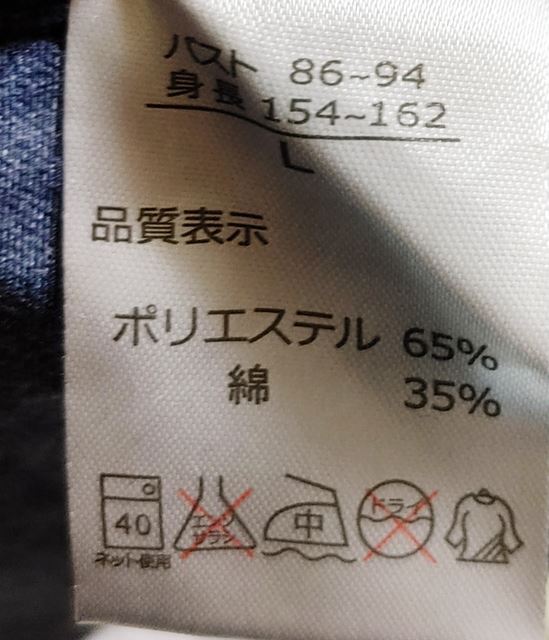 バスト 86~94
身長 154~162
L
品質表示
ポリエステル 65%
綿 35%
40
ネット使用
エンソ
サラシ
中
ドライ